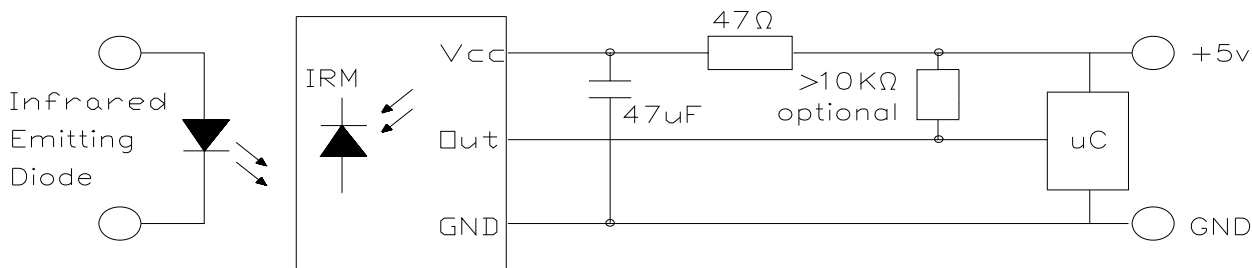 Infrared
Emitting
Diode
IRM
Vcc
Out
GND
47uF
47Ω
>10KΩ
optional
uC
+5v
GND